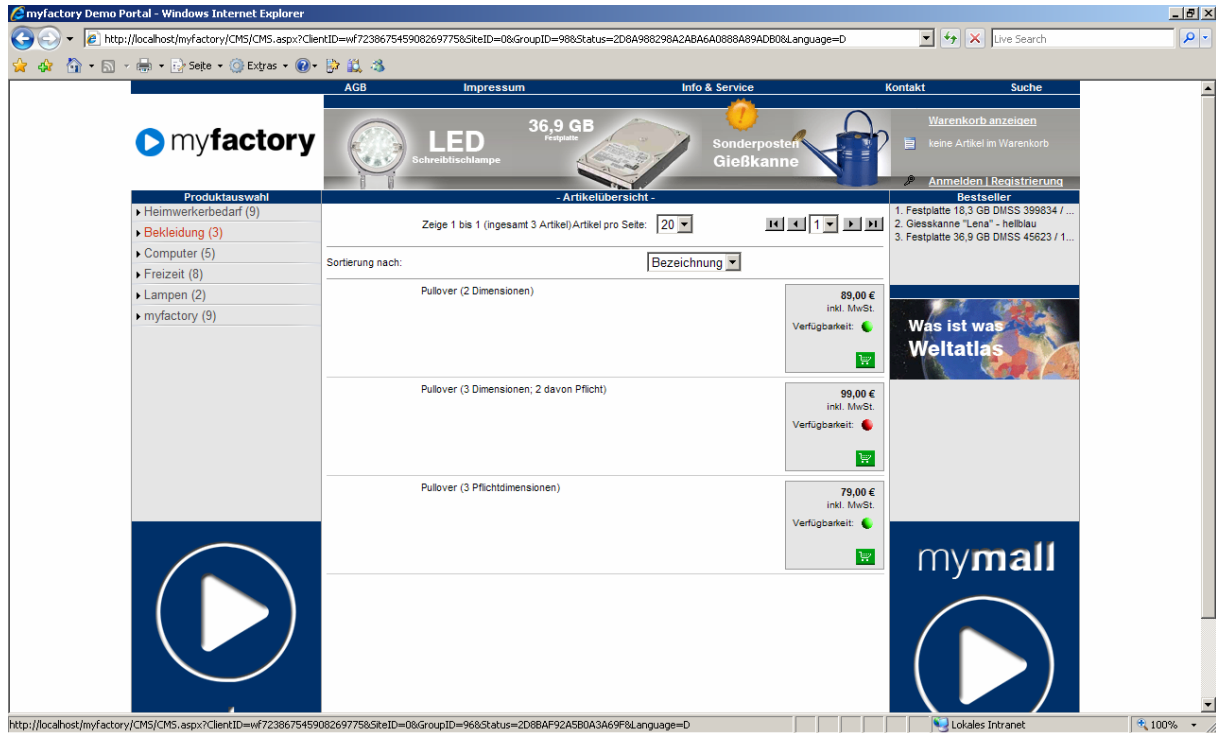 myfactory Demo Portal - Windows Internet Explorer
http://localhost/myfactory/CMS/CMS.aspx?ClientID=wf723867545908269775&SiteID=0&GroupID=98&Status=2D8A988298A2ABA6A0888A89ADB0&Language=D
Live Search
Seite Extras
AGB Impressum Info & Service Kontakt Suche
myfactory
LED
Schreibtischlampe
36,9 GB
Festplatte
Sonderposten
Gießkanne
Warenkorb anzeigen
keine Artikel im Warenkorb
Anmelden | Registrierung
Produktauswahl
Heimwerkerbedarf (9)
Bekleidung (3)
Computer (5)
Freizeit (8)
Lampen (2)
myfactory (9)
- Artikelübersicht -
Zeige 1 bis 1 (ingesamt 3 Artikel) Artikel pro Seite: 20 1
Sortierung nach: Bezeichnung
Pullover (2 Dimensionen)
89,00 €
inkl. MwSt.
Verfügbarkeit:
Pullover (3 Dimensionen; 2 davon Pflicht)
99,00 €
inkl. MwSt.
Verfügbarkeit:
Pullover (3 Pflichtdimensionen)
79,00 €
inkl. MwSt.
Verfügbarkeit:
Bestseller
1. Festplatte 18,3 GB DMSS 399834 / ...
2. Giesskanne "Lena" - hellblau
3. Festplatte 36,9 GB DMSS 45623 / 1...
Was ist was
Weltatlas
mymall
http://localhost/myfactory/CMS/CMS.aspx?ClientID=wf723867545908269775&SiteID=0&GroupID=96&Status=2D8BAF92A5B0A3A69F&Language=D
Lokales Intranet
100%